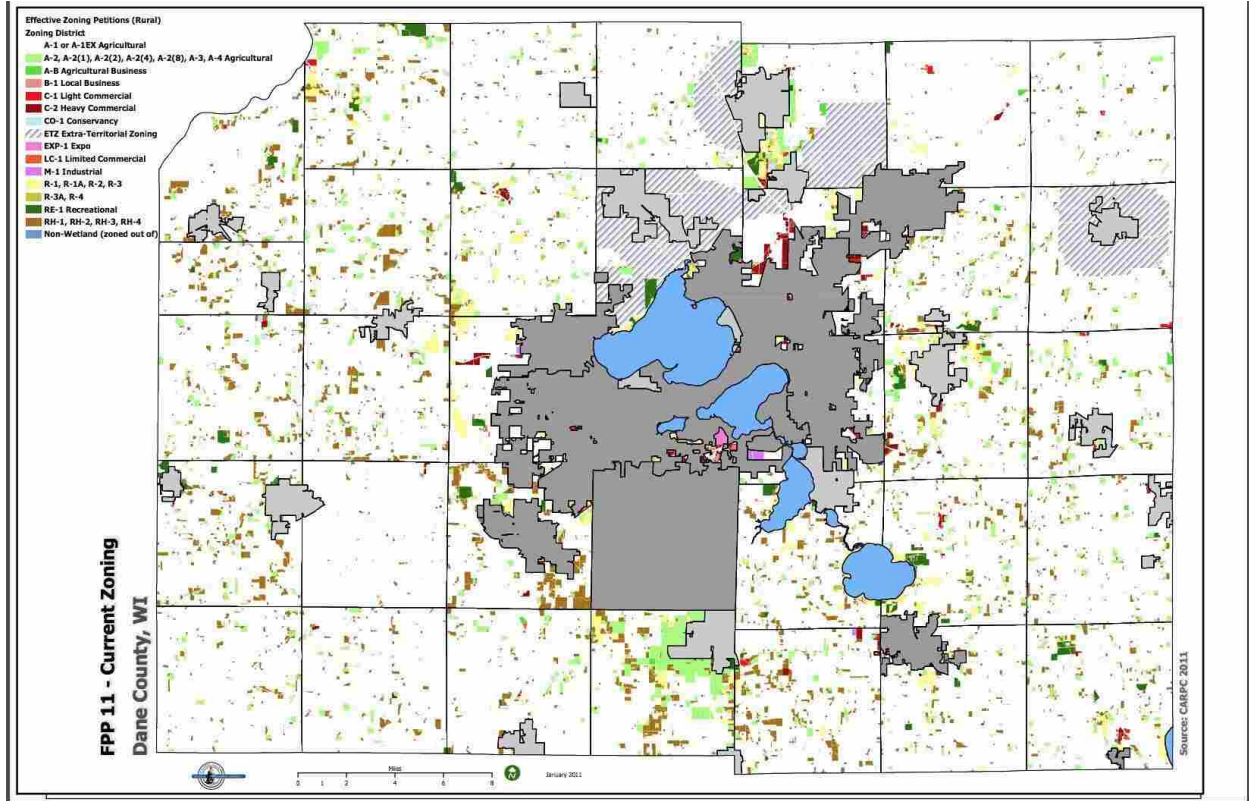 Effective Zoning Petitions (Rural)
Zoning District
A-1 or A-1EX Agricultural
A-2, A-2(1), A-2(2), A-2(4), A-2(8), A-3, A-4 Agricultural
A-B Agricultural Business
B-1 Local Business
C-1 Light Commercial
C-2 Heavy Commercial
CO-1 Conservancy
ETZ Extra-Territorial Zoning
EXP-1 Expo
LC-1 Limited Commercial
M-1 Industrial
R-1, R-1A, R-2, R-3
R-3A, R-4
RE-1 Recreational
RH-1, RH-2, RH-3, RH-4
Non-Wetland (zoned out of)
FPP 11 - Current Zoning
Dane County, WI
Source: CARPC 2011
Miles
0 1 2 4 6 8
January 2011